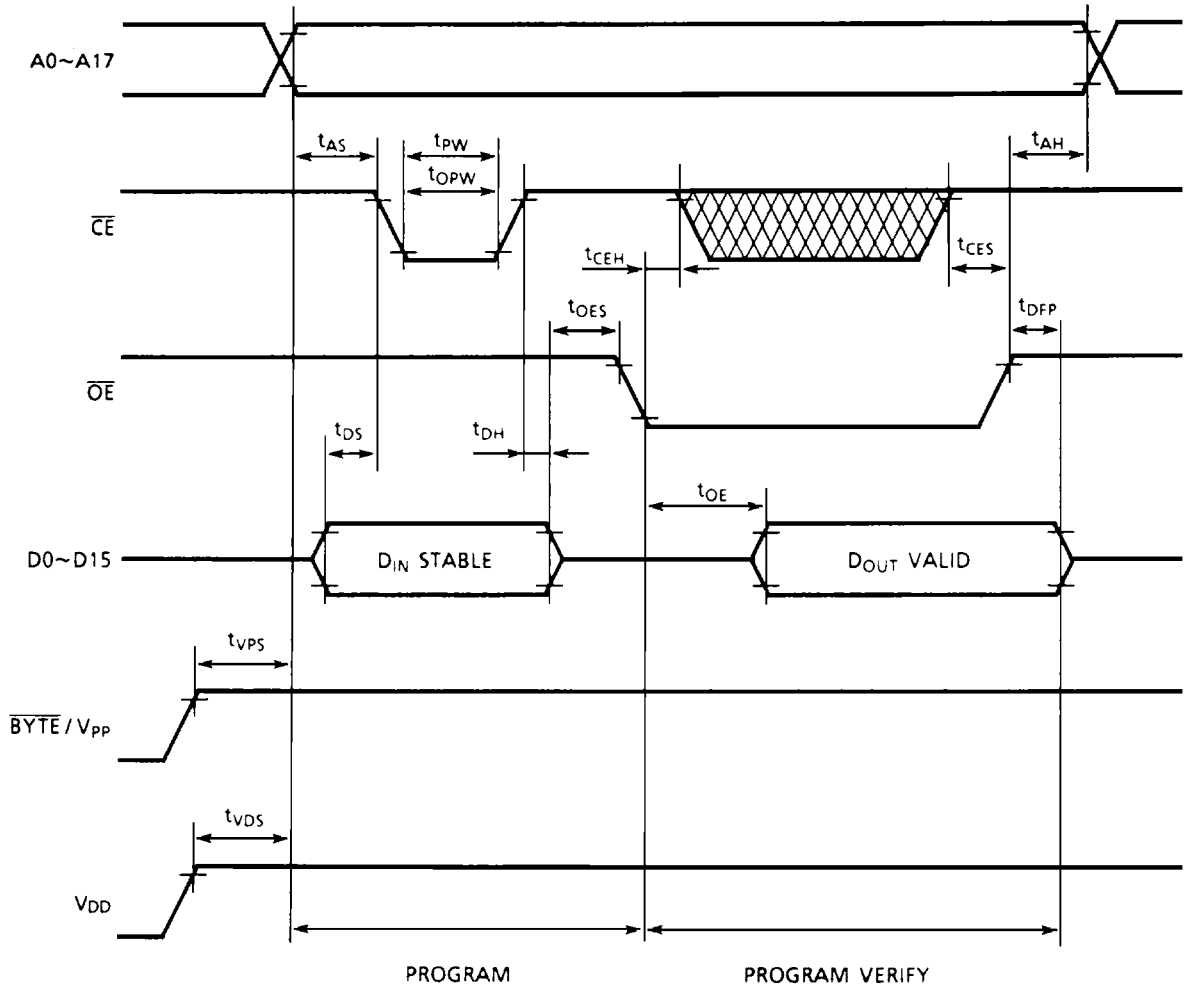 A0~A17
tAS
tPW
tOPW
tAH
CE
tCEH
tCES
tOES
tDFP
OE
tDS
tDH
tOE
D0~D15
DIN STABLE
DOUT VALID
tVPS
BYTE / VPP
tVDS
VDD
PROGRAM
PROGRAM VERIFY